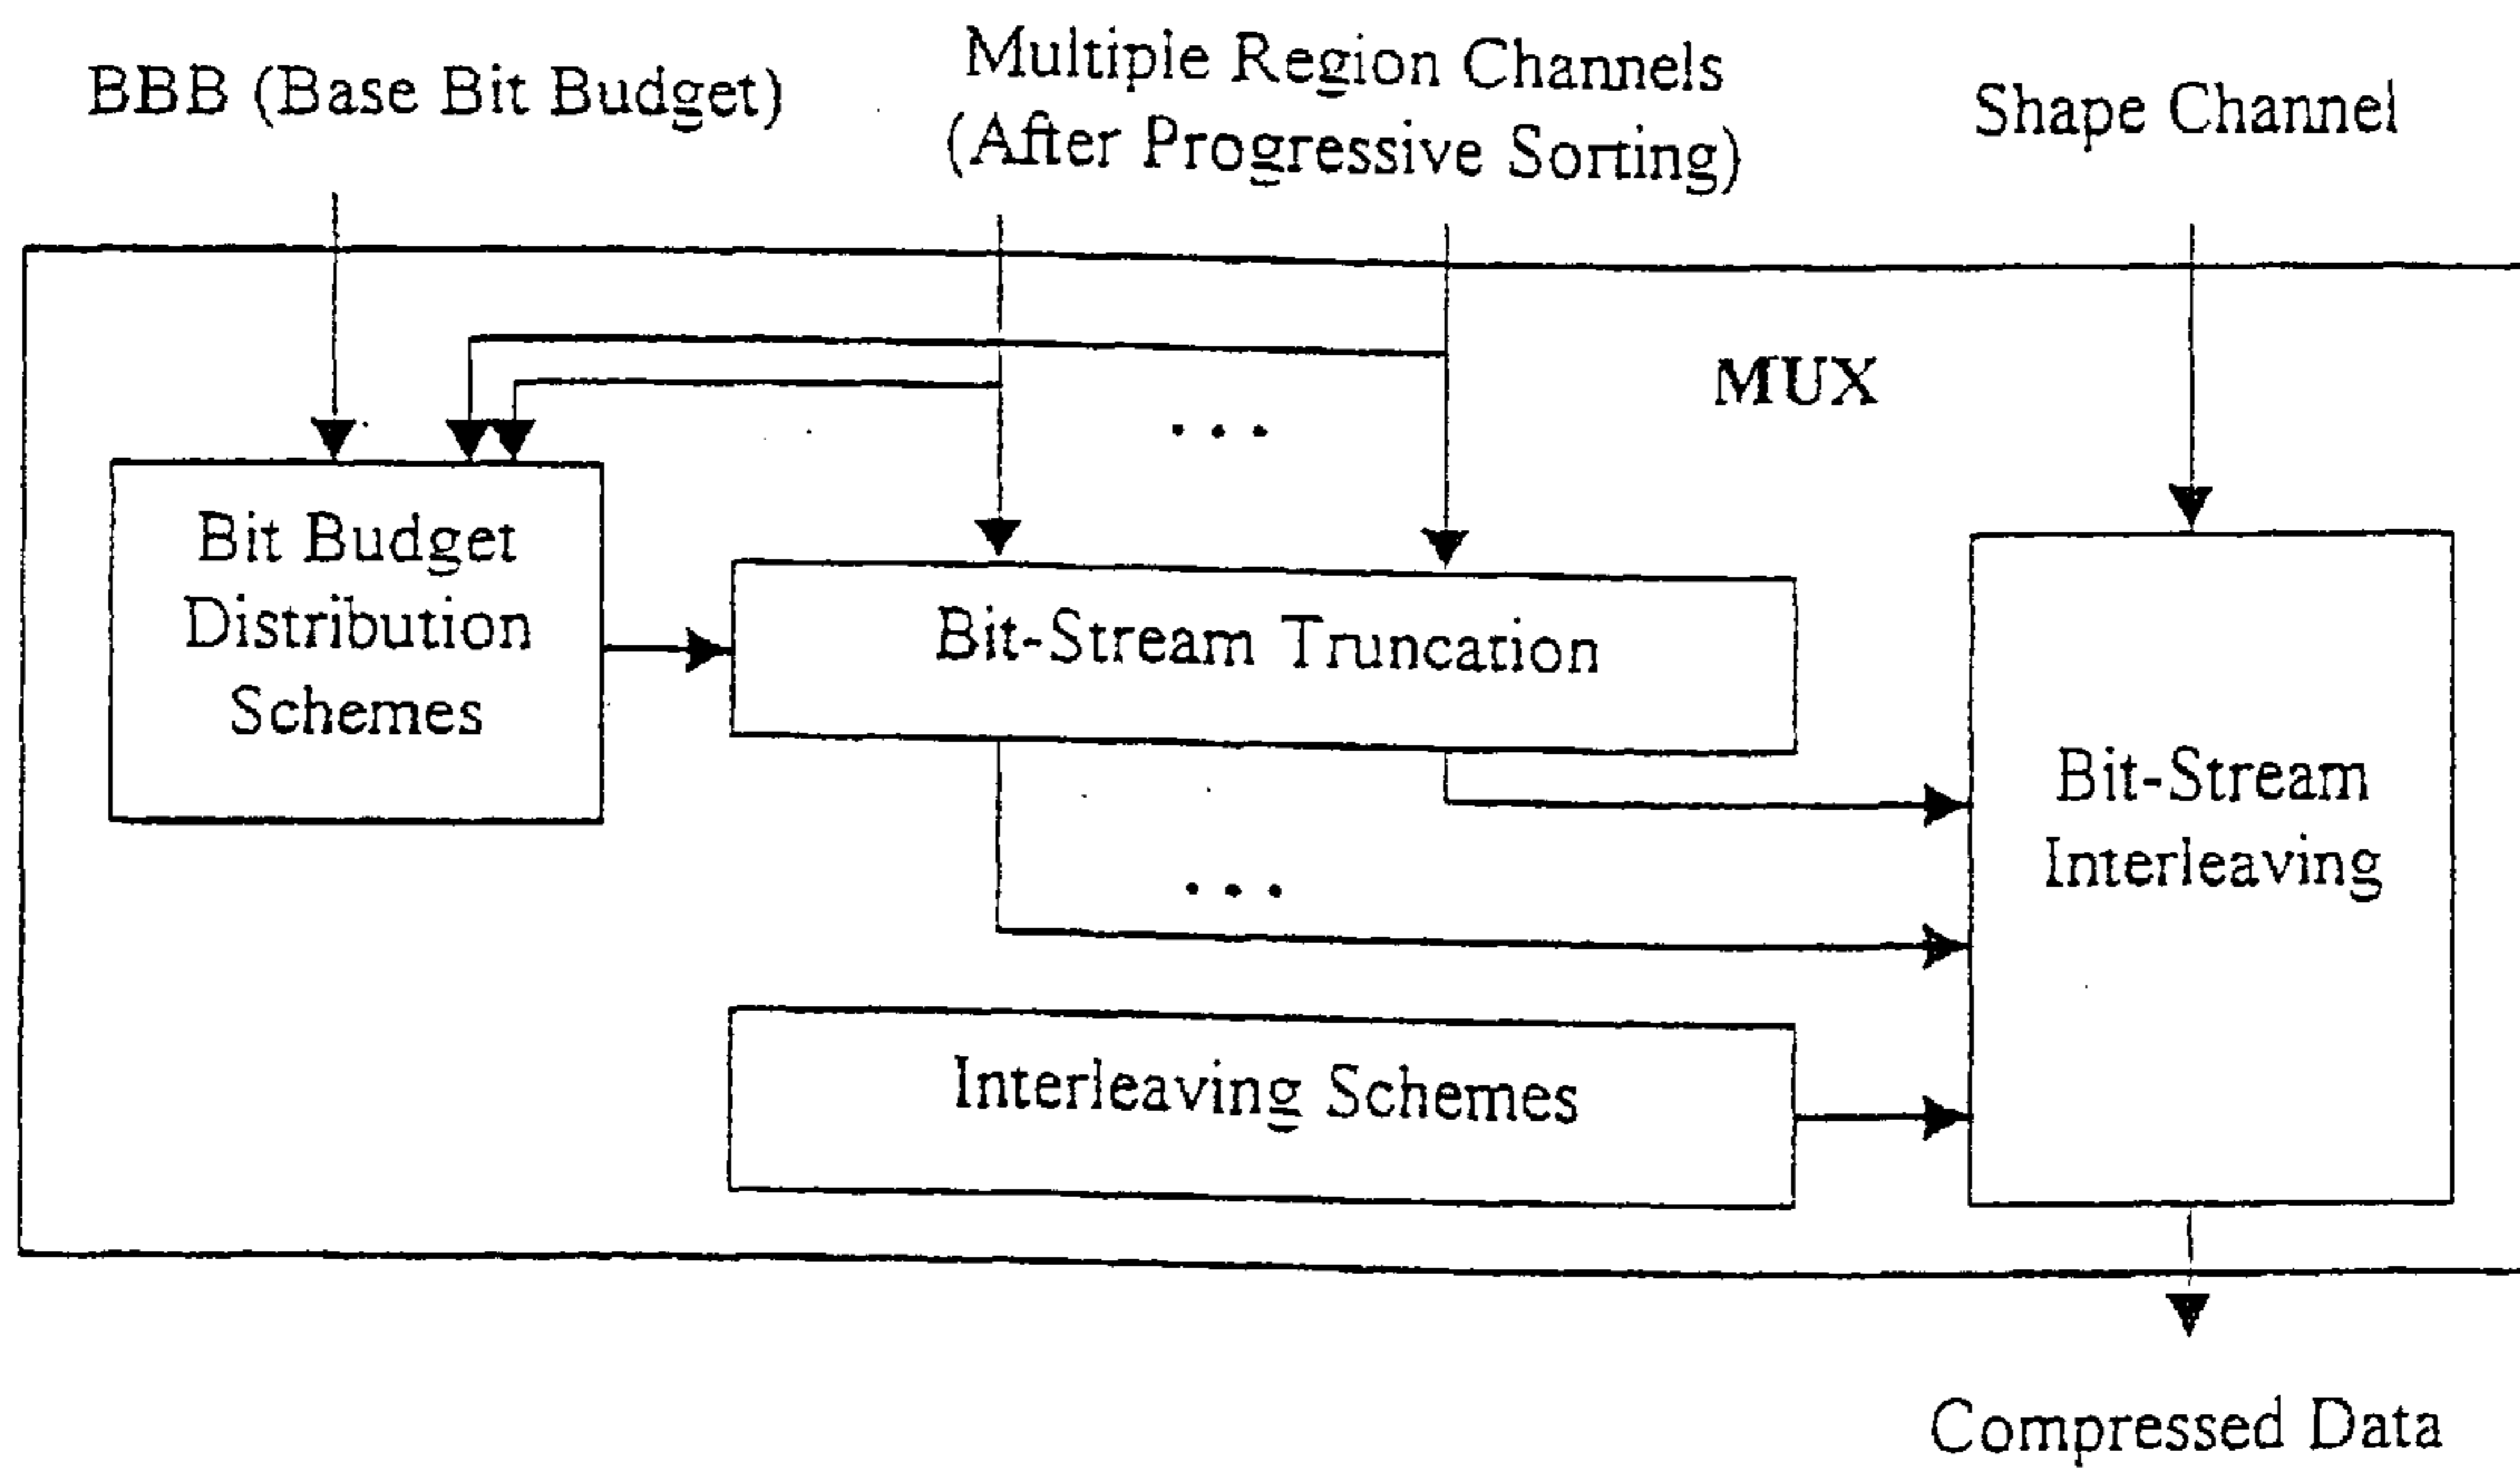 BBB (Base Bit Budget)
Multiple Region Channels
(After Progressive Sorting)
Shape Channel
MUX
...
Bit Budget
Distribution
Schemes
Bit-Stream Truncation
Bit-Stream
Interleaving
...
Interleaving Schemes
Compressed Data